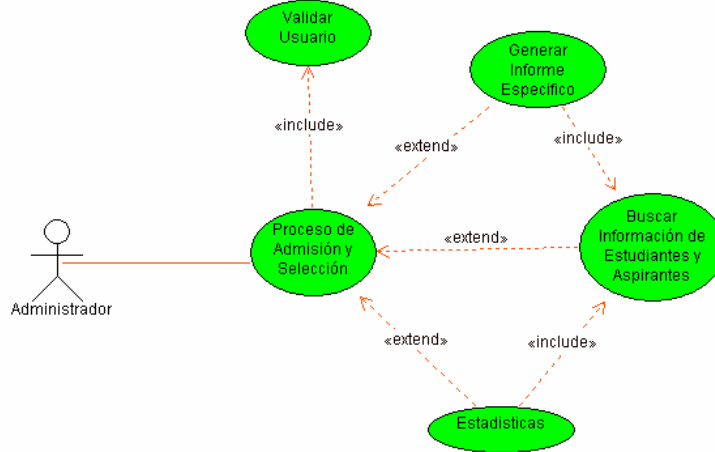 Validar
Usuario
Generar
Informe
Especifico
«include»
«extend»
«include»
Proceso de
Admisión y
Selección
«extend»
Buscar
Información de
Estudiantes y
Aspirantes
Administrador
«extend»
«include»
Estadisticas